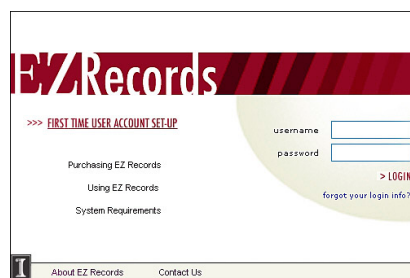 EZRecords
>>> FIRST TIME USER ACCOUNT SET-UP
username
password
> LOGIN
forgot your login info?
Purchasing EZ Records
Using EZ Records
System Requirements
I
About EZ Records Contact Us